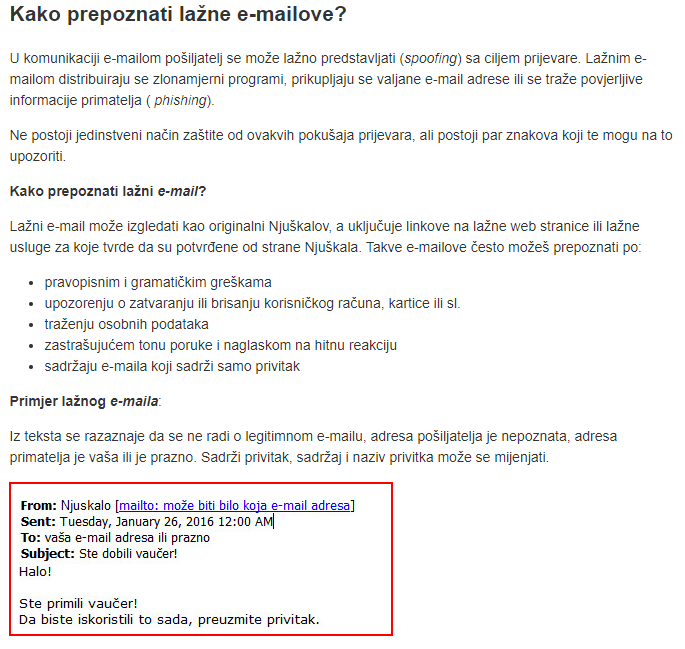 Kako prepoznati lažne e-mailove?
U komunikaciji e-mailom pošiljatelj se može lažno predstavljati (spoofing) sa ciljem prijevare. Lažnim e-
mailom distribuiraju se zlonamjerni programi, prikupljaju se valjane e-mail adrese ili se traže povjerljive
informacije primatelja ( phishing).
Ne postoji jedinstveni način zaštite od ovakvih pokušaja prijevara, ali postoji par znakova koji te mogu na to
upozoriti.
Kako prepoznati lažni e-mail?
Lažni e-mail može izgledati kao originalni Njuškalov, a uključuje linkove na lažne web stranice ili lažne
usluge za koje tvrde da su potvrđene od strane Njuškala. Takve e-mailove često možeš prepoznati po:
• pravopisnim i gramatičkim greškama
• upozorenju o zatvaranju ili brisanju korisničkog računa, kartice ili sl.
• traženju osobnih podataka
• zastrašujućem tonu poruke i naglaskom na hitnu reakciju
• sadržaju e-maila koji sadrži samo privitak
Primjer lažnog e-maila:
Iz teksta se razaznaje da se ne radi o legitimnom e-mailu, adresa pošiljatelja je nepoznata, adresa
primatelja je vaša ili je prazno. Sadrži privitak, sadržaj i naziv privitka može se mijenjati.
From: Njuskalo [mailto: može biti bilo koja e-mail adresa]
Sent: Tuesday, January 26, 2016 12:00 AM
To: vaša e-mail adresa ili prazno
Subject: Ste dobili vaučer!
Halo!
Ste primili vaučer!
Da biste iskoristili to sada, preuzmite privitak.